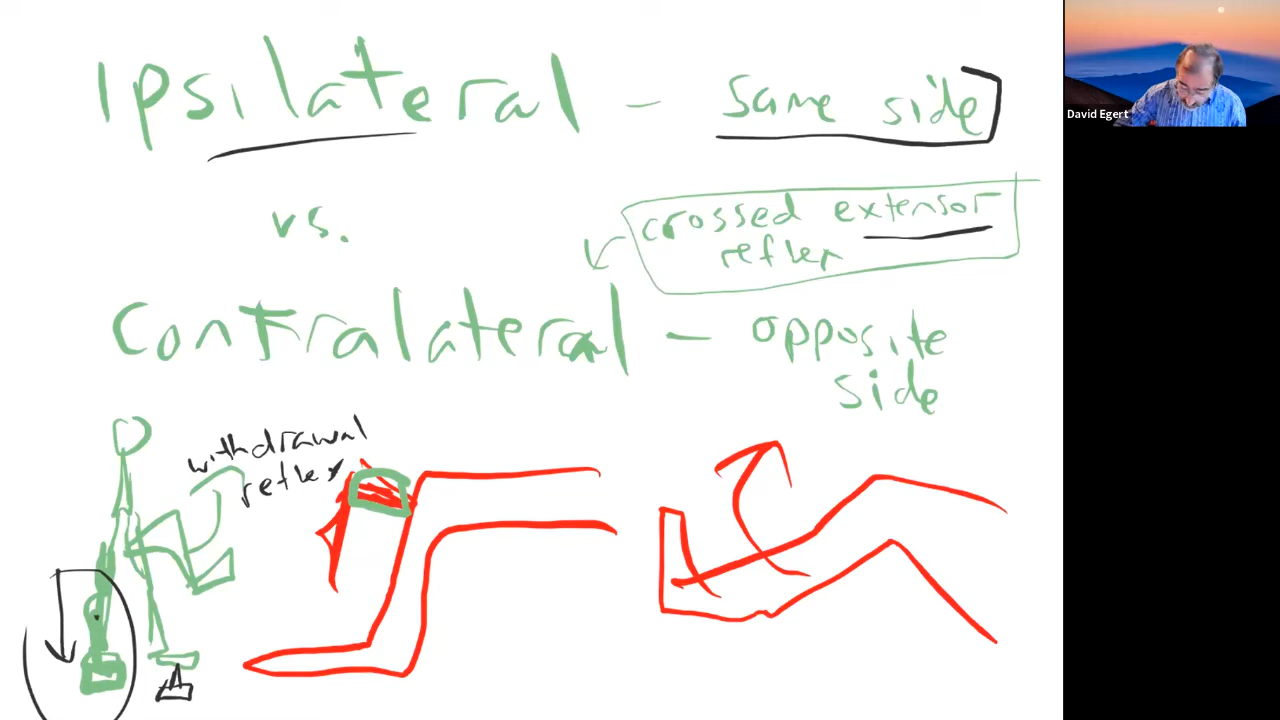 Ipsilateral - same side
vs.
crossed extensor
reflex
Contralateral - opposite
side
withdrawal
reflex
David Egert